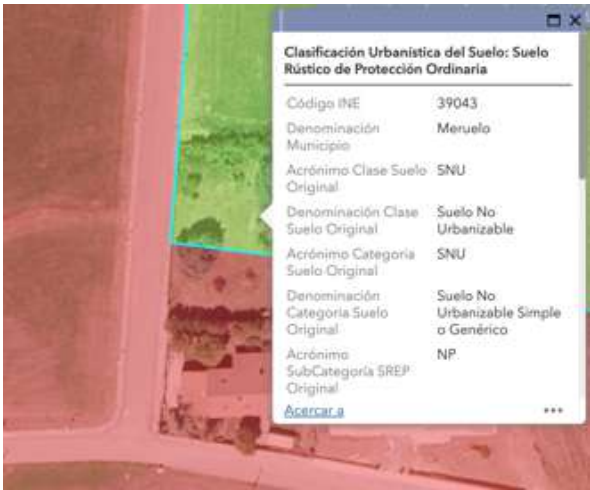 Clasificación Urbanística del Suelo: Suelo
Rústico de Protección Ordinaria
Código INE 39043
Denominación Meruelo
Municipio
Acrónimo Clase Suelo SNU
Original
Denominación Clase Suelo No
Suelo Original Urbanizable
Acrónimo Categoria SNU
Suelo Original
Denominación Suelo No
Categoria Suelo Urbanizable Simple
Original o Genérico
Acrónimo NP
SubCategoría SREP
Original
Acercar a